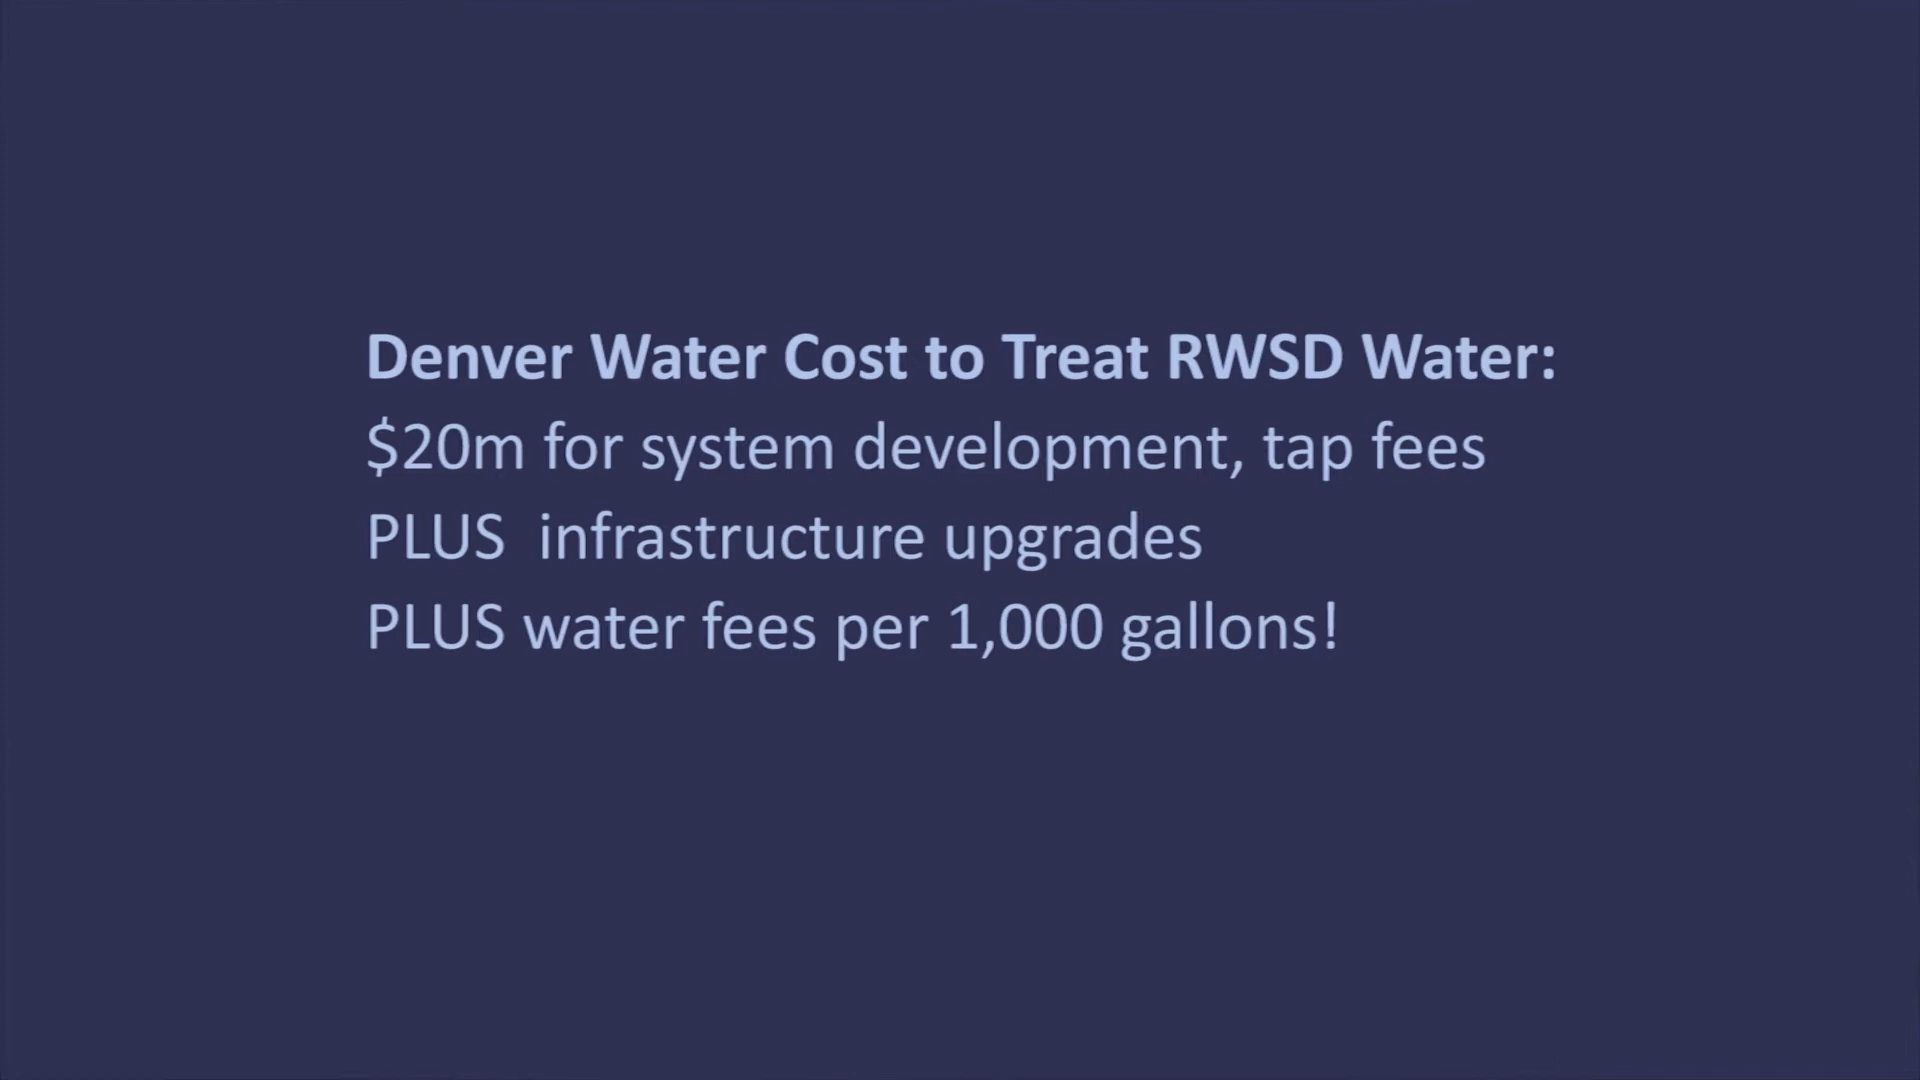 Denver Water Cost to Treat RWSD Water:
$20m for system development, tap fees
PLUS  infrastructure upgrades
PLUS water fees per 1,000 gallons!